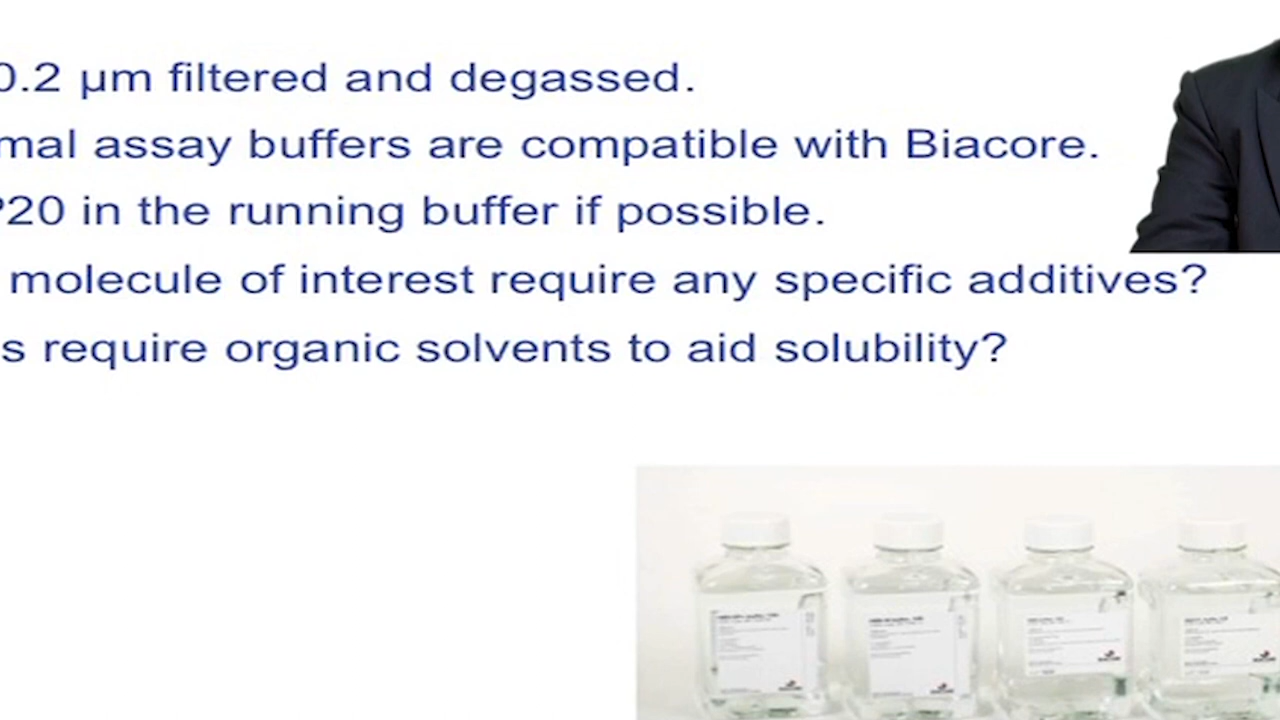 0.2 µm filtered and degassed.
mal assay buffers are compatible with Biacore.
P20 in the running buffer if possible.
molecule of interest require any specific additives?
s require organic solvents to aid solubility?